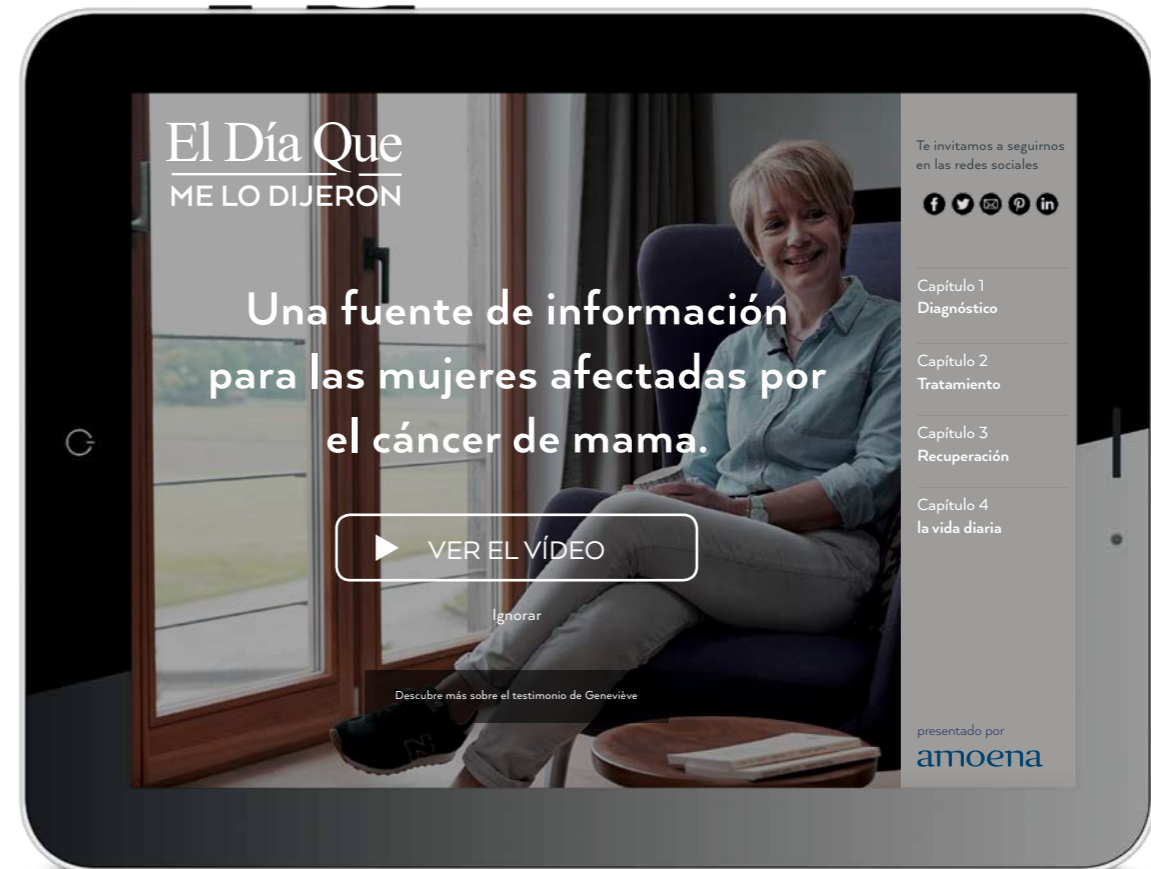 El Día Que
ME LO DIJERON
Una fuente de información
para las mujeres afectadas por
el cáncer de mama.
VER EL VÍDEO
Ignorar
Descubre más sobre el testimonio de Geneviève
Te invitamos a seguirnos
en las redes sociales
Capítulo 1
Diagnóstico
Capítulo 2
Tratamiento
Capítulo 3
Recuperación
Capítulo 4
la vida diaria
presentado por
amoena